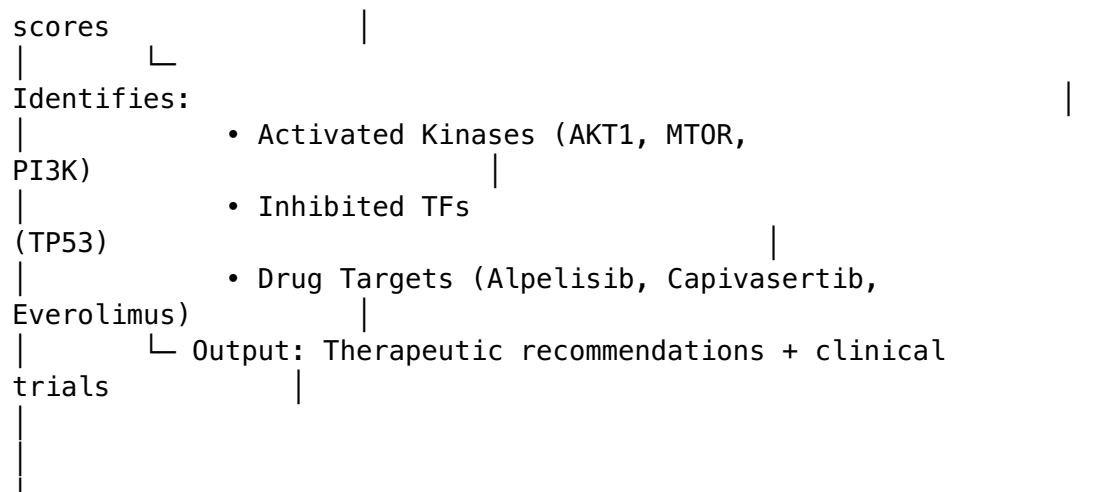 scores                │
│       └─
Identifies:                                                     │
│            • Activated Kinases (AKT1, MTOR,
PI3K)                        │
│            • Inhibited TFs
(TP53)                                        │
│            • Drug Targets (Alpelisib, Capivasertib,
Everolimus)          │
│       └─ Output: Therapeutic recommendations + clinical
trials           │
│
│
│